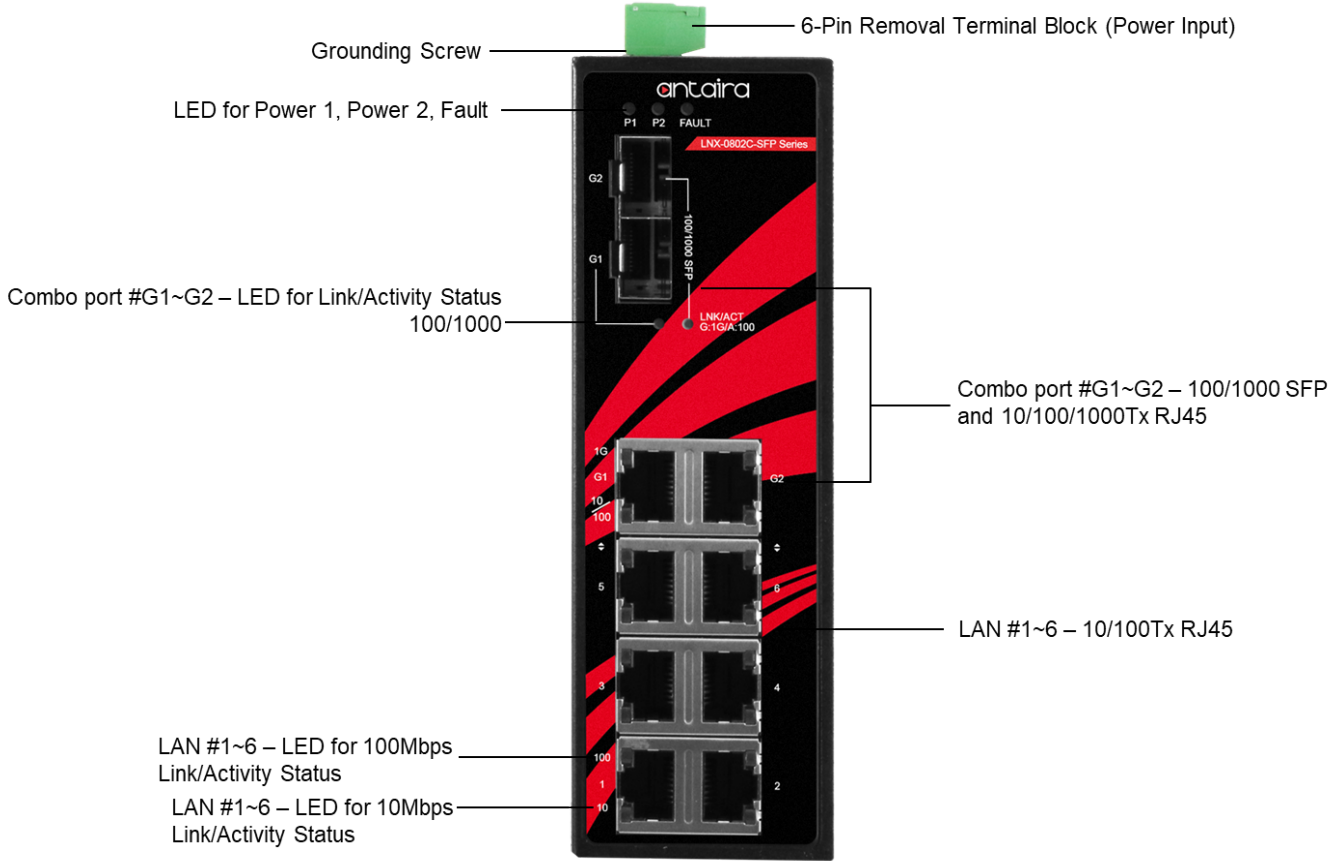 6-Pin Removal Terminal Block (Power Input)
Grounding Screw
antaira
LED for Power 1, Power 2, Fault
P1 P2 FAULT
LNX-0802C-SFP Series
G2
100/1000 SFP
G1
Combo port #G1~G2 – LED for Link/Activity Status
100/1000
LNK/ACT
G:1G/A:100
Combo port #G1~G2 – 100/1000 SFP
and 10/100/1000Tx RJ45
1G
G1
G2
10
100
5
6
LAN #1~6 – 10/100Tx RJ45
3
4
LAN #1~6 – LED for 100Mbps
Link/Activity Status
100
1
2
LAN #1~6 – LED for 10Mbps
Link/Activity Status
10